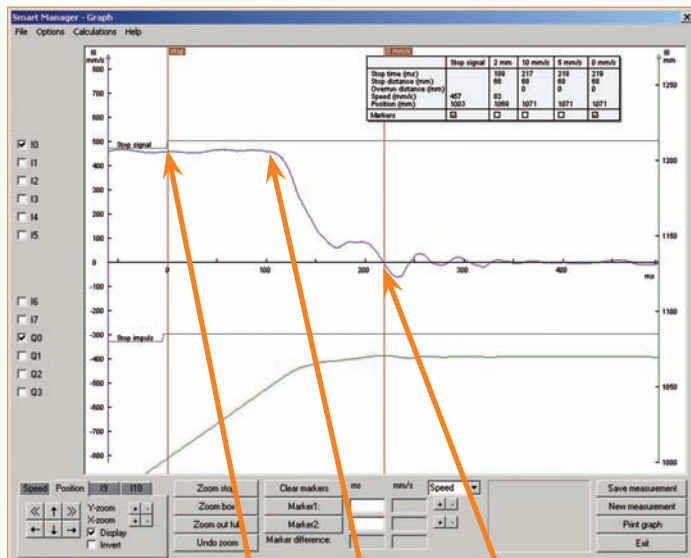 Smart Manager - Graph
File Options Calculations Help
mm/s
stop
0 mm/s
mm
Stop signal 2 mm 10 mm/s 5 mm/s 0 mm/s
Stop time (ms) 189 217 218 219
Stop distance (mm) 66 68 68 68
Overrun distance (mm) 0 0 0
Speed (mm/s) 457 83
Position (mm) 1003 1069 1071 1071 1071
Markers
800
700
600
500
400
300
200
100
0
-100
-200
-300
-400
-500
-600
-700
-800
Stop signal
Stop impuls
0 100 200 300 400
ms
1250
1200
1150
1100
1050
1000
I0
I1
I2
I3
I4
I5
I6
I7
Q0
Q1
Q2
Q3
Speed Position I9 I10
Y-zoom + -
X-zoom + -
Display
Invert
Zoom stop
Zoom box
Zoom out full
Undo zoom
Clear markers ms mm/s Speed
Marker1: + -
Marker2: + -
Marker difference:
Save measurement
New measurement
Print graph
Exit